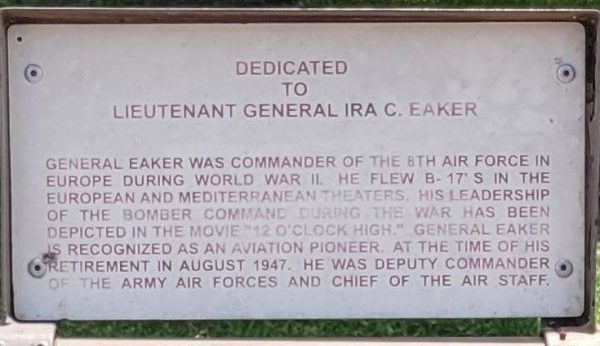 DEDICATED
TO
LIEUTENANT GENERAL IRA C. EAKER
GENERAL EAKER WAS COMMANDER OF THE 8TH AIR FORCE IN
EUROPE DURING WORLD WAR II. HE FLEW B-17'S IN THE
EUROPEAN AND MEDITERRANEAN THEATERS. HIS LEADERSHIP
OF THE BOMBER COMMAND DURING THE WAR HAS BEEN
DEPICTED IN THE MOVIE "12 O'CLOCK HIGH." GENERAL EAKER
IS RECOGNIZED AS AN AVIATION PIONEER. AT THE TIME OF HIS
RETIREMENT IN AUGUST 1947. HE WAS DEPUTY COMMANDER
OF THE ARMY AIR FORCES AND CHIEF OF THE AIR STAFF.